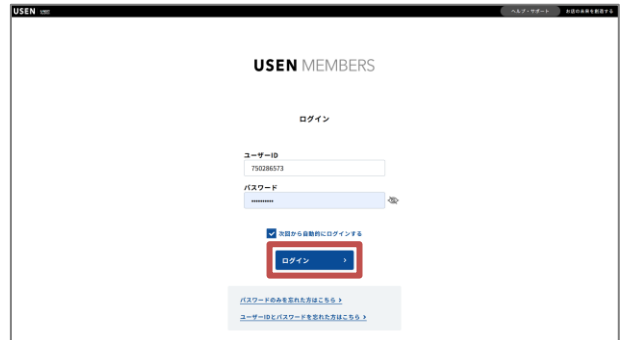 USEN
ヘルプ・サポート
お店の未来を創造する
USEN MEMBERS
ログイン
ユーザーID
750286573
パスワード
••••••••••
次回から自動的にログインする
ログイン
パスワードのみを忘れた方はこちら
ユーザーIDとパスワードを忘れた方はこちら